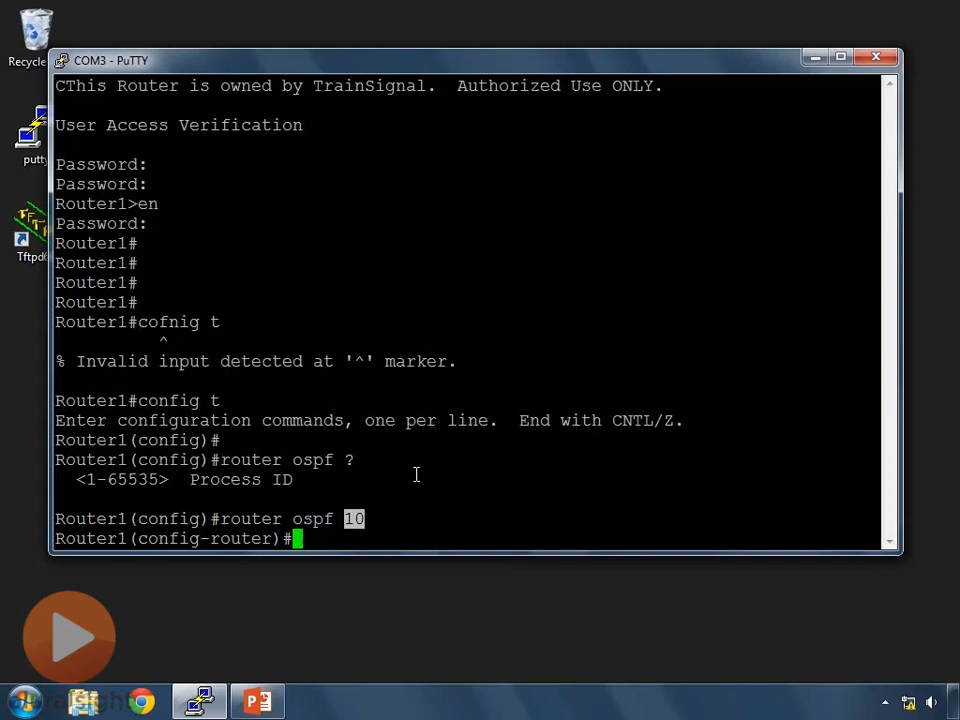 Recycle
COM3 - PuTTY
CThis Router is owned by TrainSignal.  Authorized Use ONLY.
User Access Verification
Password:
Password:
Router1>en
Password:
Router1#
Router1#
Router1#
Router1#
Router1#cofnig t
^
% Invalid input detected at '^' marker.
Router1#config t
Enter configuration commands, one per line.  End with CNTL/Z.
Router1(config)#
Router1(config)#router ospf ?
<1-65535>  Process ID
Router1(config)#router ospf 10
Router1(config-router)#
putty
Tftpd6
pluralsight